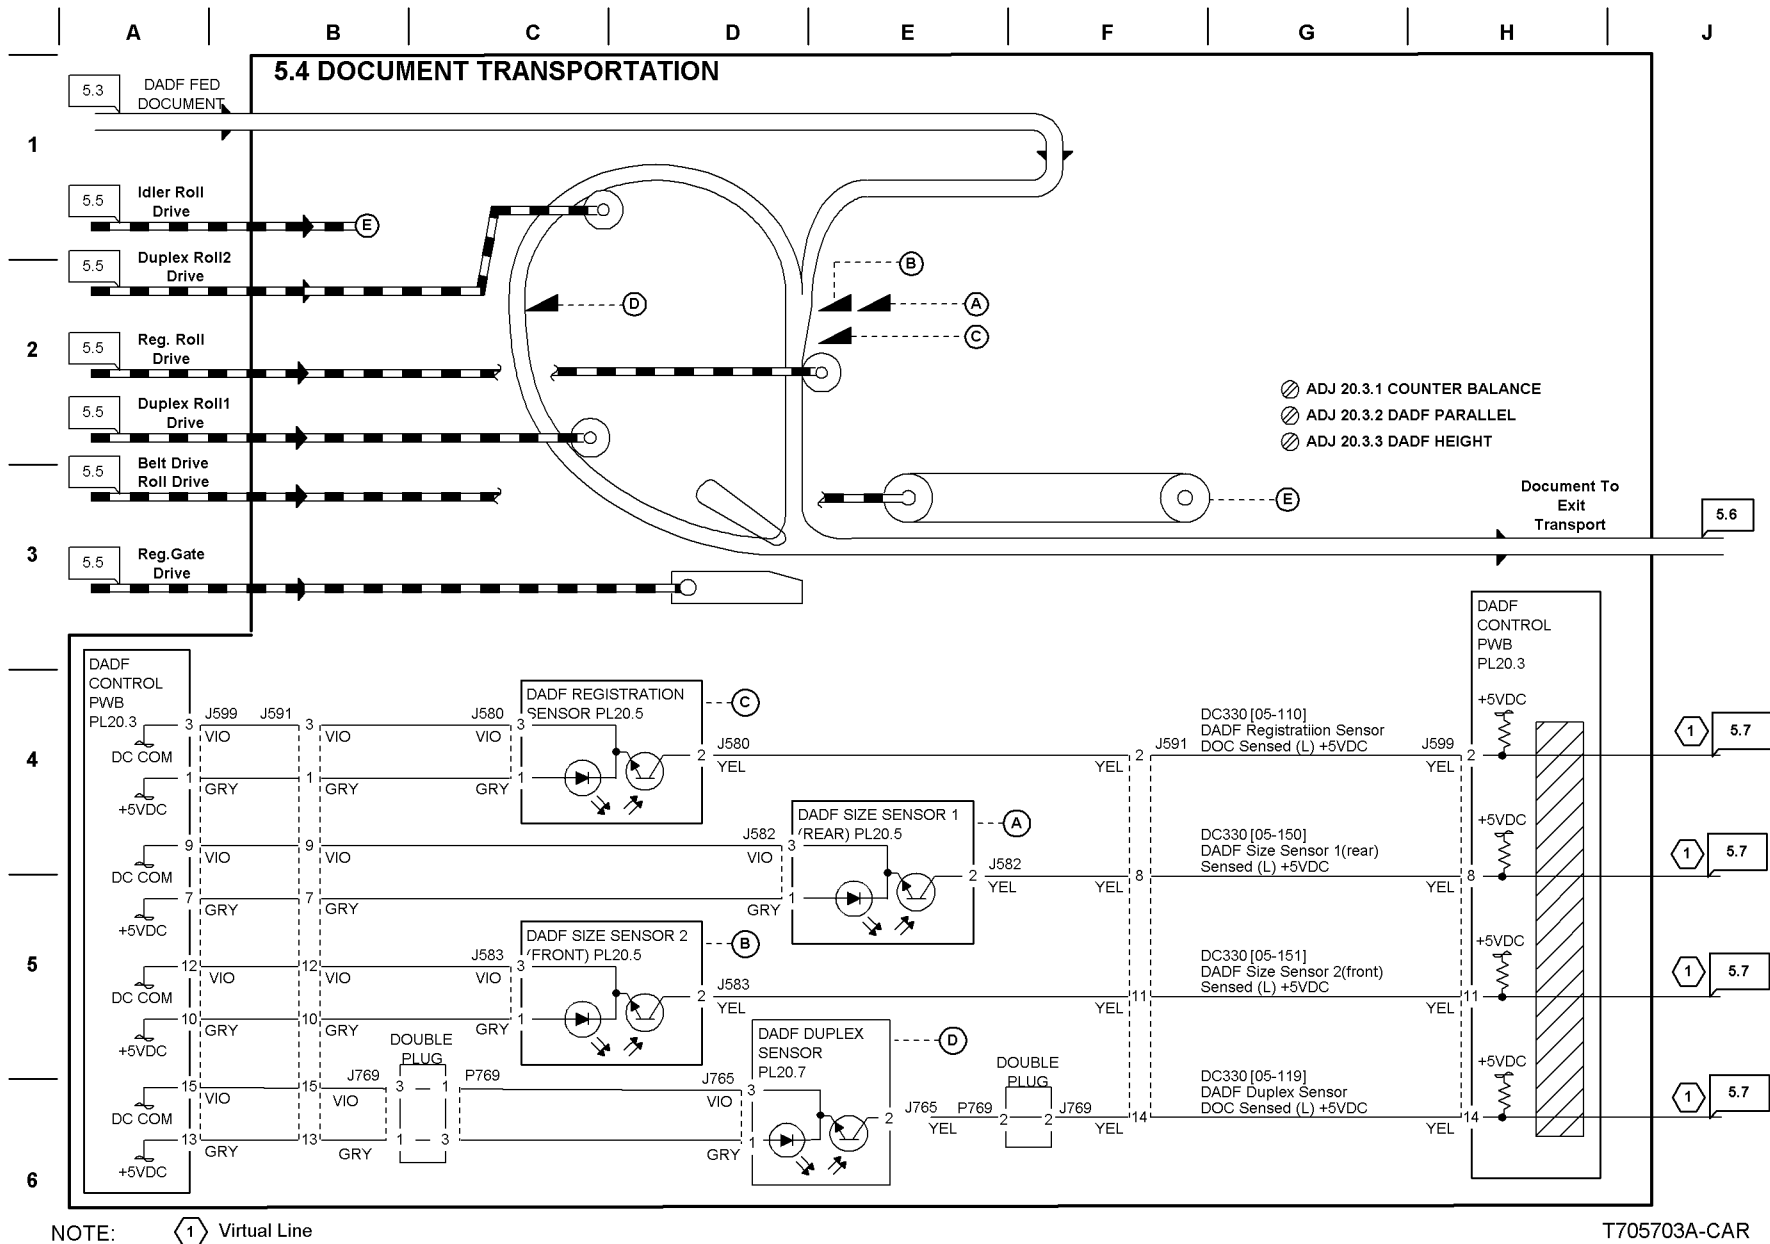 A B C D E F G H J
5.4 DOCUMENT TRANSPORTATION
5.3
DADF FED
DOCUMENT
1
5.5
Idler Roll
Drive
E
5.5
Duplex Roll2
Drive
B
D
A
C
2
5.5
Reg. Roll
Drive
ADJ 20.3.1 COUNTER BALANCE
ADJ 20.3.2 DADF PARALLEL
ADJ 20.3.3 DADF HEIGHT
5.5
Duplex Roll1
Drive
5.5
Belt Drive
Roll Drive
E
Document To
Exit
Transport
5.6
3
5.5
Reg.Gate
Drive
DADF
CONTROL
PWB
PL20.3
DADF
CONTROL
PWB
PL20.3
4
3 J599 J591 3 J580 3
VIO VIO VIO
DC COM
1 1 1
GRY GRY GRY
+5VDC
DADF REGISTRATION
SENSOR PL20.5
C
2 J580
YEL
YEL 2 J591
DC330 [05-110]
DADF Registratiion Sensor
DOC Sensed (L) +5VDC
J599
YEL 2
+5VDC
1 5.7
9 9 J582 3
VIO VIO VIO
DC COM
7 7 1
GRY GRY GRY
+5VDC
DADF SIZE SENSOR 1
(REAR) PL20.5
A
2 J582
YEL
YEL 8
DC330 [05-150]
DADF Size Sensor 1(rear)
Sensed (L) +5VDC
YEL 8
+5VDC
1 5.7
5
12 12 J583 3
VIO VIO VIO
DC COM
10 10 1
GRY GRY GRY
+5VDC
DADF SIZE SENSOR 2
(FRONT) PL20.5
B
2 J583
YEL
YEL 11
DC330 [05-151]
DADF Size Sensor 2(front)
Sensed (L) +5VDC
YEL 11
+5VDC
1 5.7
DOUBLE
PLUG
15 15 J769 3 1 P769 J765 3
VIO VIO VIO
DC COM
13 13 1 3 1
GRY GRY GRY
+5VDC
DADF DUPLEX
SENSOR
PL20.7
D
2 J765
YEL
DOUBLE
PLUG
P769 2 2 J769
YEL 14
DC330 [05-119]
DADF Duplex Sensor
DOC Sensed (L) +5VDC
YEL 14
+5VDC
1 5.7
6
NOTE: 1 Virtual Line
T705703A-CAR